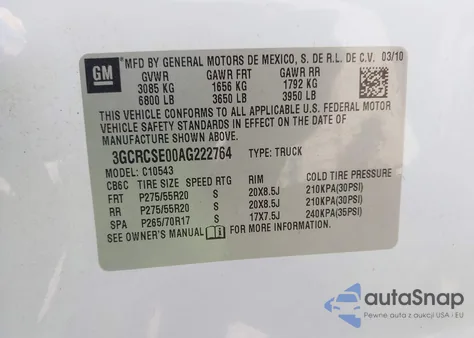 GM
MFD BY GENERAL MOTORS DE MEXICO, S. DE R.L. DE C.V. 03/10
GVWR GAWR FRT GAWR RR
3085 KG 1656 KG 1792 KG
6800 LB 3650 LB 3950 LB
THIS VEHICLE CONFORMS TO ALL APPLICABLE U.S. FEDERAL MOTOR
VEHICLE SAFETY STANDARDS IN EFFECT ON THE DATE OF
MANUFACTURE SHOWN ABOVE.
3GCRCSE00AG222764 TYPE: TRUCK
MODEL: C10543
CB6C TIRE SIZE SPEED RTG RIM COLD TIRE PRESSURE
FRT P275/55R20 S 20X8.5J 210KPA(30PSI)
RR P275/55R20 S 20X8.5J 210KPA(30PSI)
SPA P265/70R17 S 17X7.5J 240KPA(35PSI)
SEE OWNER'S MANUAL FOR MORE INFORMATION.
autoSnap
Pewne auta z aukcji USA i EU